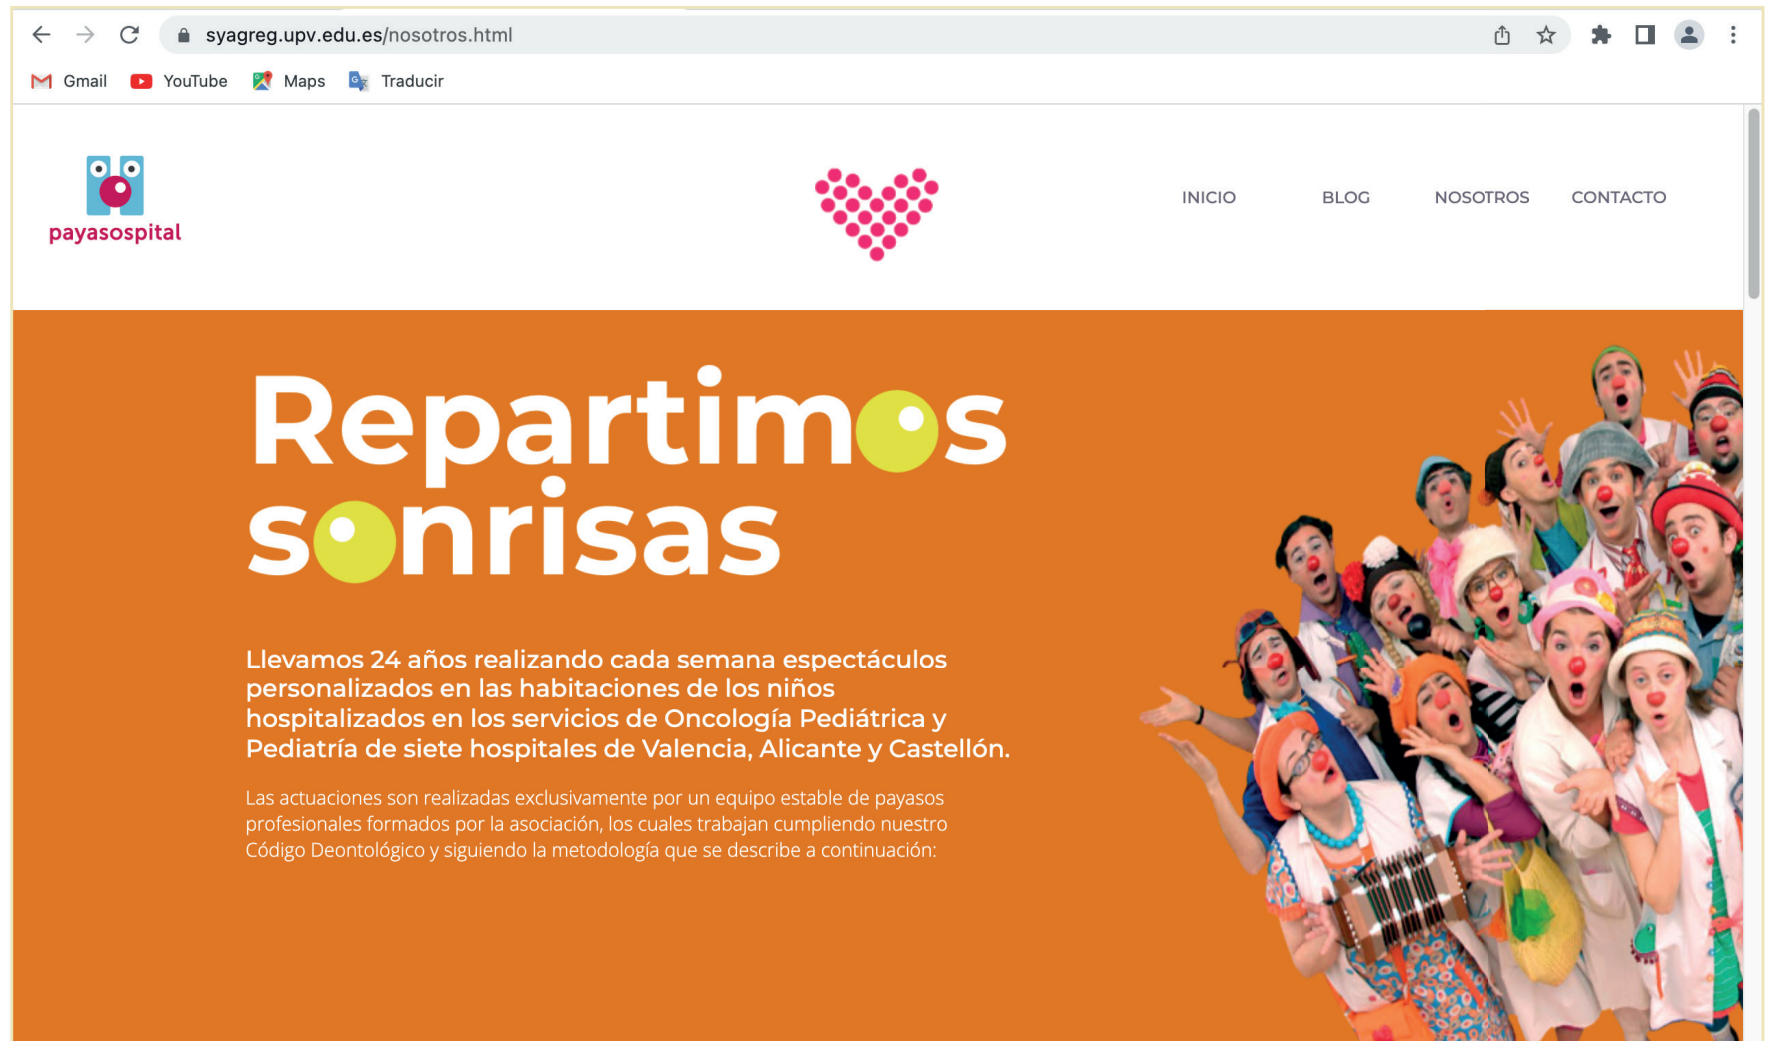 syagreg.upv.edu.es/nosotros.html
Gmail YouTube Maps Traducir
payasospital
INICIO BLOG NOSOTROS CONTACTO
Repartimos
sonrisas
Llevamos 24 años realizando cada semana espectáculos
personalizados en las habitaciones de los niños
hospitalizados en los servicios de Oncología Pediátrica y
Pediatría de siete hospitales de Valencia, Alicante y Castellón.
Las actuaciones son realizadas exclusivamente por un equipo estable de payasos
profesionales formados por la asociación, los cuales trabajan cumpliendo nuestro
Código Deontológico y siguiendo la metodología que se describe a continuación: